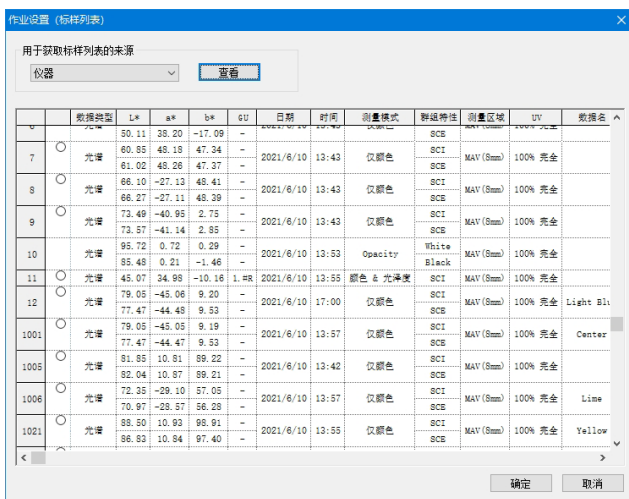 作业设置 (标样列表)
用于获取标样列表的来源
仪器 查看
数据类型 L* a* b* GU 日期 时间 测量模式 群组特性 测量区域 UV 数据名
50.11 38.20 -17.09 - SCE
7 光谱 60.85 48.18 47.34 - 2021/6/10 13:43 仅颜色 SCI MAV(8mm) 100% 完全
61.02 48.26 47.37 - SCE
8 光谱 66.10 -27.13 48.41 - 2021/6/10 13:43 仅颜色 SCI MAV(8mm) 100% 完全
66.27 -27.11 48.39 - SCE
9 光谱 73.49 -40.95 2.75 - 2021/6/10 13:43 仅颜色 SCI MAV(8mm) 100% 完全
73.57 -41.14 2.85 - SCE
10 光谱 95.72 0.72 0.29 - 2021/6/10 13:53 Opacity White MAV(8mm) 100% 完全
85.48 0.21 -1.46 - Black
11 光谱 45.07 34.98 -10.16 1.#R 2021/6/10 13:55 颜色 & 光泽度 SCI MAV(8mm) 100% 完全
12 光谱 79.05 -45.06 9.20 - 2021/6/10 17:00 仅颜色 SCI MAV(8mm) 100% 完全 Light Blu
77.47 -44.48 9.53 - SCE
1001 光谱 79.05 -45.05 9.19 - 2021/6/10 13:57 仅颜色 SCI MAV(8mm) 100% 完全 Center
77.47 -44.47 9.53 - SCE
1005 光谱 81.85 10.81 89.22 - 2021/6/10 13:42 仅颜色 SCI MAV(8mm) 100% 完全
82.04 10.87 89.21 - SCE
1006 光谱 72.35 -29.10 57.05 - 2021/6/10 13:57 仅颜色 SCI MAV(8mm) 100% 完全 Lime
70.97 -28.57 56.28 - SCE
1021 光谱 88.50 10.93 98.91 - 2021/6/10 13:55 仅颜色 SCI MAV(8mm) 100% 完全 Yellow
86.83 10.84 97.40 - SCE
确定 取消